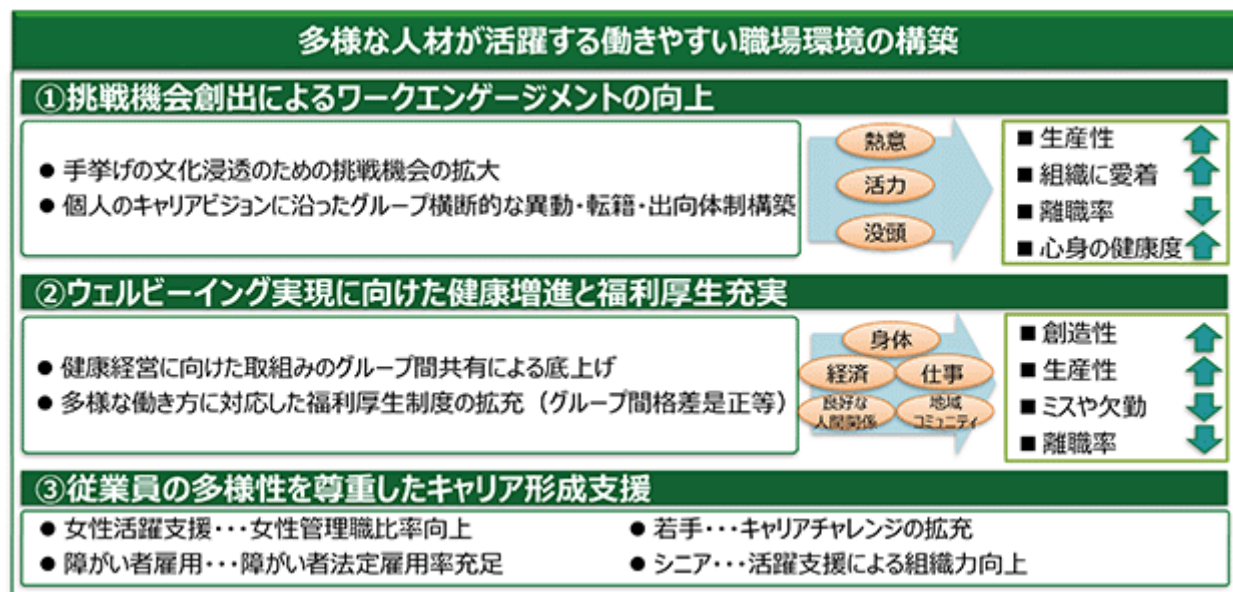 多様な人材が活躍する働きやすい職場環境の構築
①挑戦機会創出によるワークエンゲージメントの向上
● 手挙げの文化浸透のための挑戦機会の拡大
● 個人のキャリアビジョンに沿ったグループ横断的な異動・転籍・出向体制構築
熱意
活力
没頭
■ 生産性
■ 組織に愛着
■ 離職率
■ 心身の健康度
②ウェルビーイング実現に向けた健康増進と福利厚生充実
● 健康経営に向けた取組みのグループ間共有による底上げ
● 多様な働き方に対応した福利厚生制度の拡充（グループ間格差是正等）
身体
経済
仕事
良好な
人間関係
地域
コミュニティ
■ 創造性
■ 生産性
■ ミスや欠勤
■ 離職率
③従業員の多様性を尊重したキャリア形成支援
● 女性活躍支援・・・女性管理職比率向上
● 障がい者雇用・・・障がい者法定雇用率充足
● 若手・・・キャリアチャレンジの拡充
● シニア・・・活躍支援による組織力向上